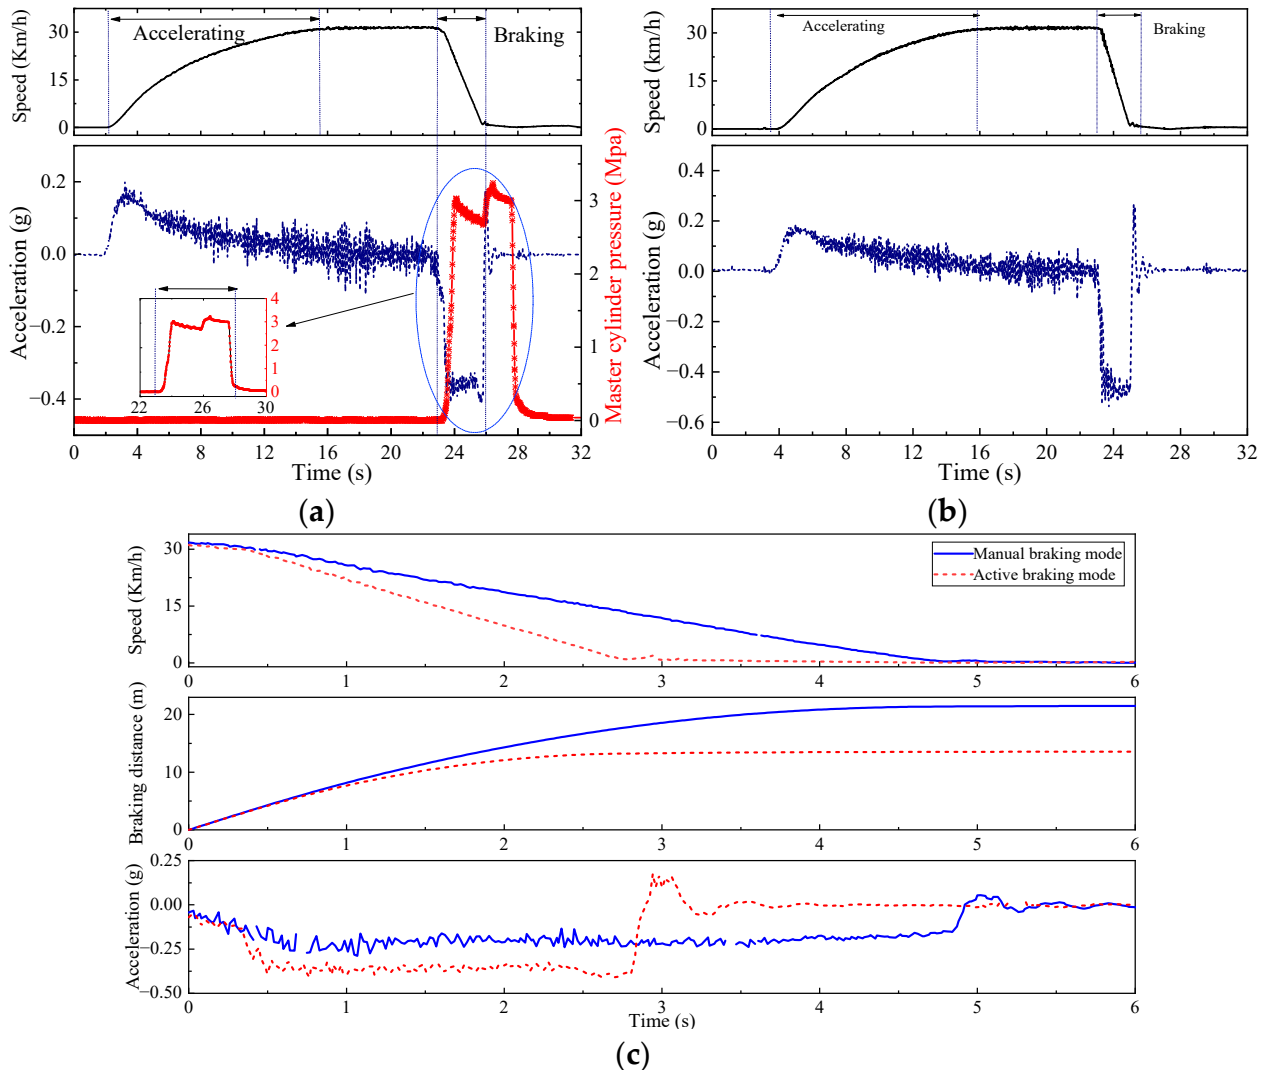 Speed (Km/h)
30
15
0
Accelerating
Braking
Acceleration (g)
0.2
0.0
−0.2
−0.4
Master cylinder pressure (Mpa)
3
2
1
0
4
3
2
1
0
22 26 30
0 4 8 12 16 20 24 28 32
Time (s)
(a)
Speed (km/h)
30
15
0
Accelerating
Braking
Acceleration (g)
0.4
0.2
0.0
−0.2
−0.4
−0.6
0 4 8 12 16 20 24 28 32
Time (s)
(b)
Speed (Km/h)
30
15
0
Manual braking mode
Active braking mode
0 1 2 3 4 5 6
Braking distance (m)
20
10
0
0 1 2 3 4 5 6
Acceleration (g)
0.25
0.00
−0.25
−0.50
0 1 2 3 4 5 6
Time (s)
(c)